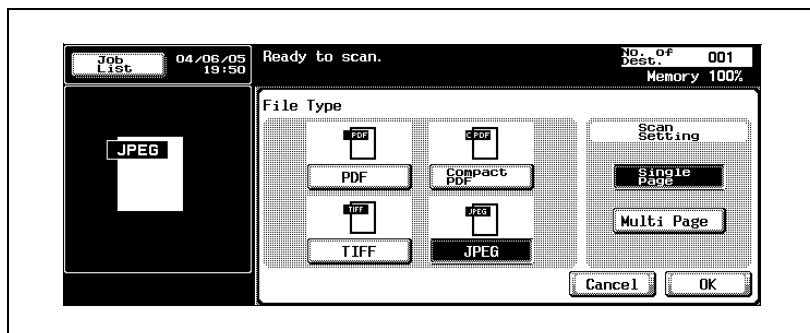 Job
List
04/06/05
19:50
Ready to scan.
No. of
Dest.
001
Memory 100%
JPEG
File Type
PDF
PDF
C PDF
Compact
PDF
TIFF
TIFF
JPEG
JPEG
Scan
Setting
Single
Page
Multi Page
Cancel
OK